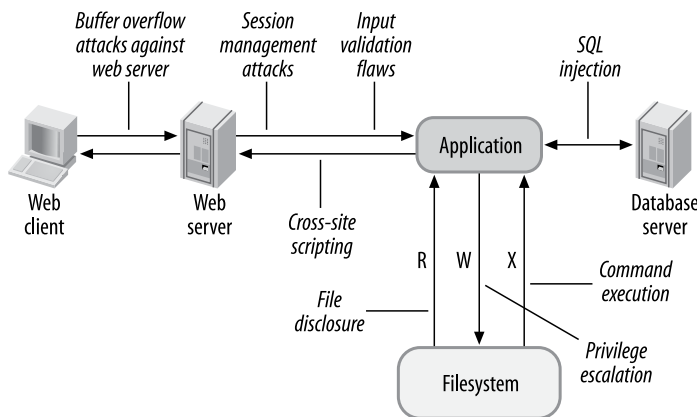 Buffer overflow
attacks against
web server
Session
management
attacks
Input
validation
flaws
SQL
injection
Application
Web
client
Web
server
Database
server
Cross-site
scripting
R
W
X
Command
execution
File
disclosure
Privilege
escalation
Filesystem